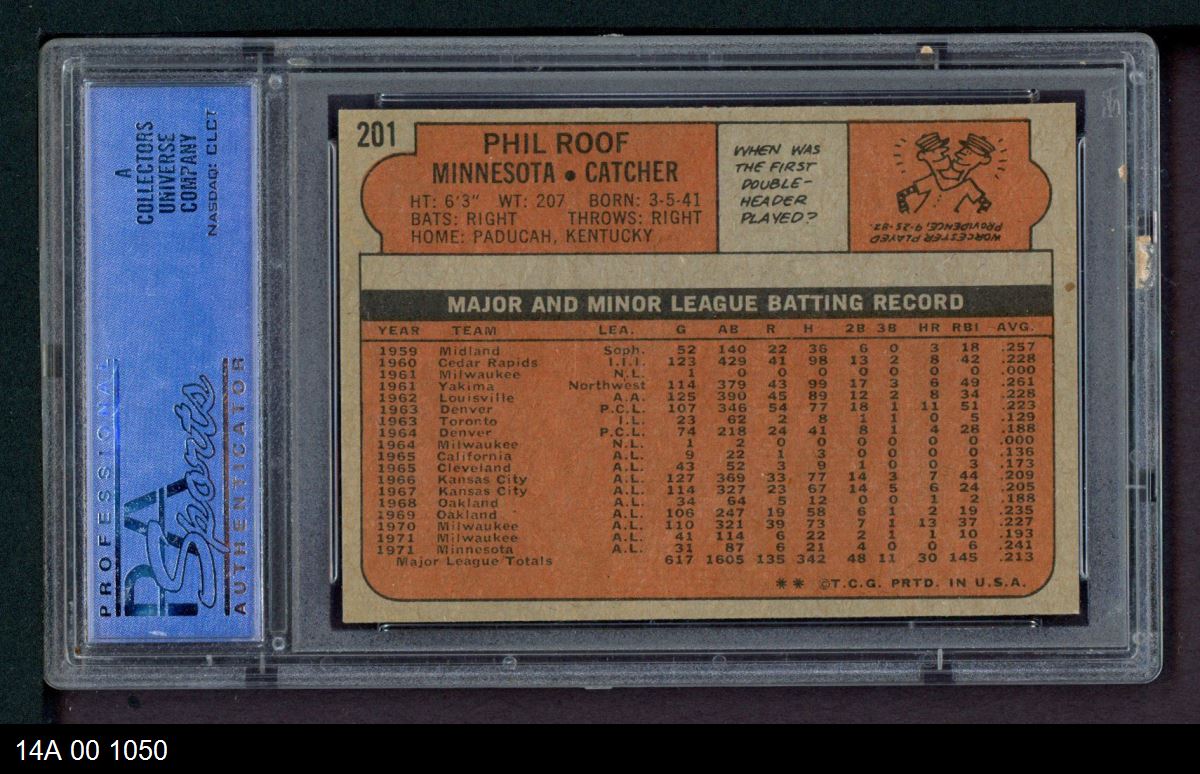 A
COLLECTORS
UNIVERSE
COMPANY
NASDAQ: CLCT
PROFESSIONAL
PSA
Sports
AUTHENTICATOR
201
PHIL ROOF
MINNESOTA • CATCHER
HT: 6'3" WT: 207 BORN: 3-5-41
BATS: RIGHT THROWS: RIGHT
HOME: PADUCAH, KENTUCKY
WHEN WAS
THE FIRST
DOUBLE-
HEADER
PLAYED?
WORCESTER PLAYED
PROVIDENCE, 9-25-82.
MAJOR AND MINOR LEAGUE BATTING RECORD
YEAR TEAM LEA. G AB R H 2B 3B HR RBI AVG.
1959 Midland Soph. 52 140 22 36 6 0 3 18 .257
1960 Cedar Rapids I.I.I. 123 429 41 98 13 2 8 42 .228
1961 Milwaukee N.L. 1 0 0 0 0 0 0 0 .000
1961 Yakima Northwest 114 379 43 99 17 3 6 49 .261
1962 Louisville A.A. 125 390 45 89 12 2 8 34 .228
1963 Denver P.C.L. 107 346 54 77 18 1 11 51 .223
1963 Toronto I.L. 23 62 2 8 1 1 0 5 .129
1964 Denver P.C.L. 74 218 24 41 8 1 4 28 .188
1964 Milwaukee N.L. 1 2 0 0 0 0 0 0 .000
1965 California A.L. 9 22 1 3 0 0 0 0 .136
1965 Cleveland A.L. 43 52 3 9 1 0 0 3 .173
1966 Kansas City A.L. 127 369 33 77 14 3 7 44 .209
1967 Kansas City A.L. 114 327 23 67 14 5 6 24 .205
1968 Oakland A.L. 34 64 5 12 0 0 1 2 .188
1969 Oakland A.L. 106 247 19 58 6 1 2 19 .235
1970 Milwaukee A.L. 110 321 39 73 7 1 13 37 .227
1971 Milwaukee A.L. 41 114 6 22 2 1 1 10 .193
1971 Minnesota A.L. 31 87 6 21 4 0 0 6 .241
Major League Totals 617 1605 135 342 48 11 30 145 .213
** ©T.C.G. PRTD. IN U.S.A.
14A 00 1050